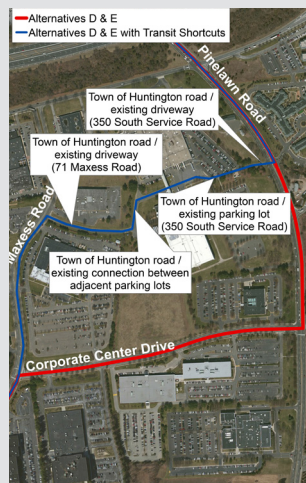 Alternatives D & E
Alternatives D & E with Transit Shortcuts
Pinelawn Road
Town of Huntington road /
existing driveway
(350 South Service Road)
Town of Huntington road /
existing driveway
(71 Maxess Road)
Maxess Road
Town of Huntington road /
existing parking lot
(350 South Service Road)
Town of Huntington road /
existing connection between
adjacent parking lots
Corporate Center Drive